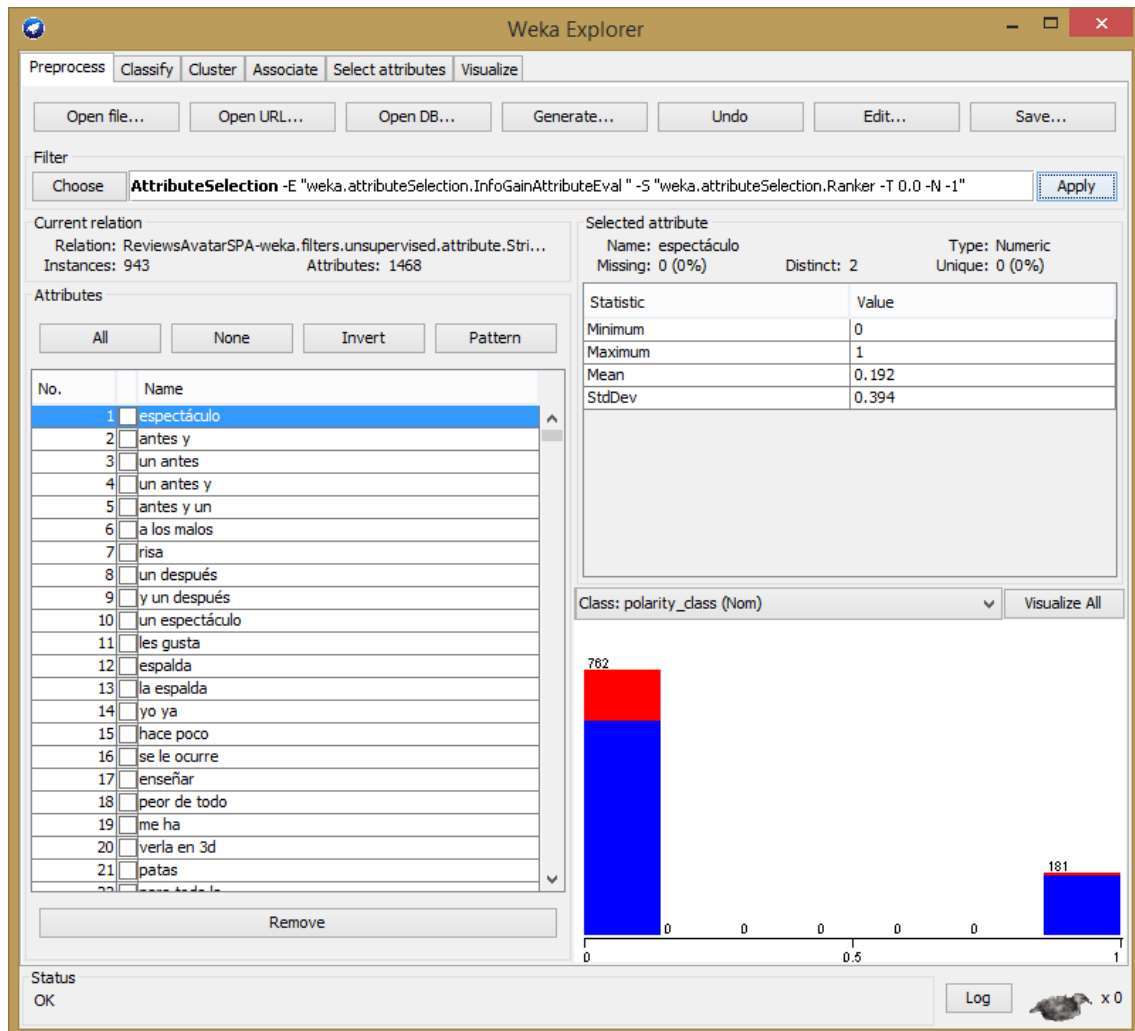 Weka Explorer
Preprocess Classify Cluster Associate Select attributes Visualize
Open file... Open URL... Open DB... Generate... Undo Edit... Save...
Filter
Choose AttributeSelection -E "weka.attributeSelection.InfoGainAttributeEval " -S "weka.attributeSelection.Ranker -T 0.0 -N -1" Apply
Current relation
Relation: ReviewsAvatarSPA-weka.filters.unsupervised.attribute.Stri...
Instances: 943 Attributes: 1468
Attributes
All None Invert Pattern
No. Name
1 espectáculo
2 antes y
3 un antes
4 un antes y
5 antes y un
6 a los malos
7 risa
8 un después
9 y un después
10 un espectáculo
11 les gusta
12 espalda
13 la espalda
14 yo ya
15 hace poco
16 se le ocurre
17 enseñar
18 peor de todo
19 me ha
20 verla en 3d
21 patas
Remove
Selected attribute
Name: espectáculo Type: Numeric
Missing: 0 (0%) Distinct: 2 Unique: 0 (0%)
Statistic Value
Minimum 0
Maximum 1
Mean 0.192
StdDev 0.394
Class: polarity_class (Nom) Visualize All
762
181
0 0 0 0 0
0 0.5 1
Status
OK
Log x 0